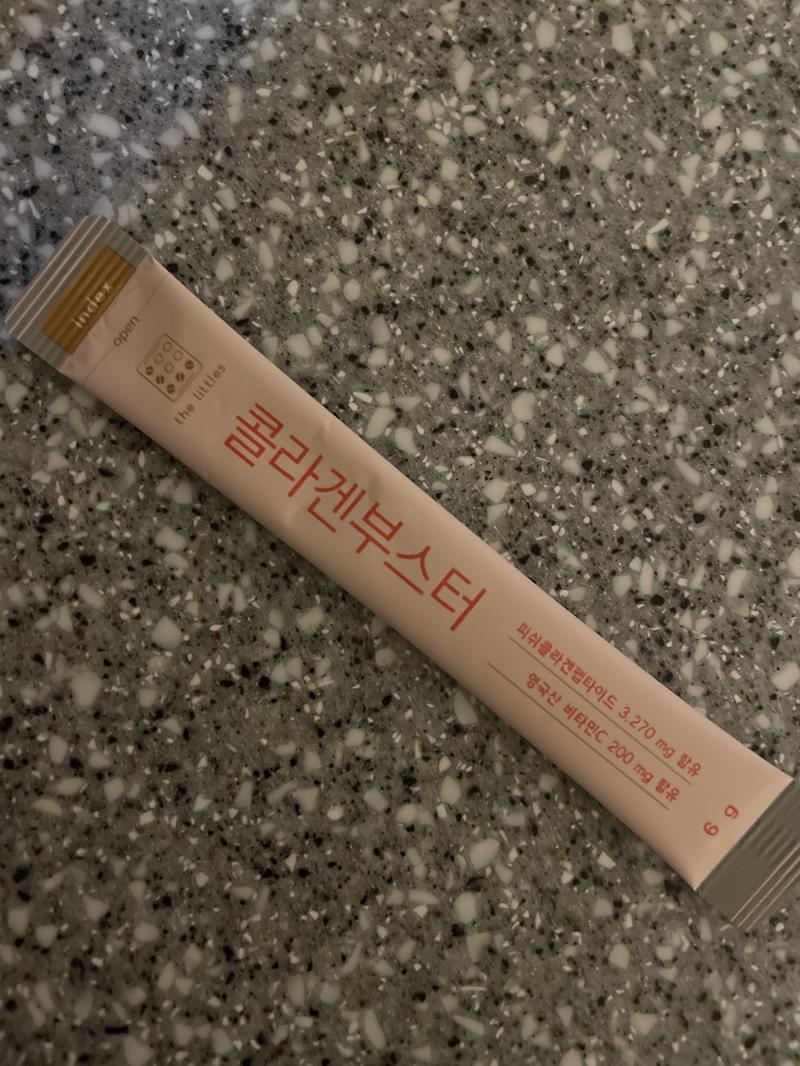 index
open
the littles
콜라겐부스터
피쉬콜라겐펩타이드 3,270 mg 함유
영국산 비타민C 200 mg 함유
6 g